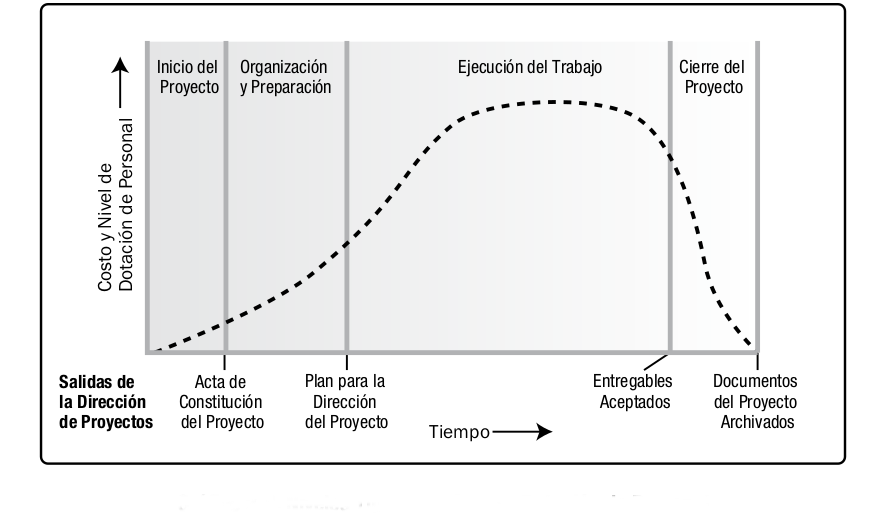 Inicio del
Proyecto
Organización
y Preparación
Ejecución del Trabajo
Cierre del
Proyecto
Costo y Nivel de
Dotación de Personal
Salidas de
la Dirección
de Proyectos
Acta de
Constitución
del Proyecto
Plan para la
Dirección
del Proyecto
Entregables
Aceptados
Documentos
del Proyecto
Archivados
Tiempo